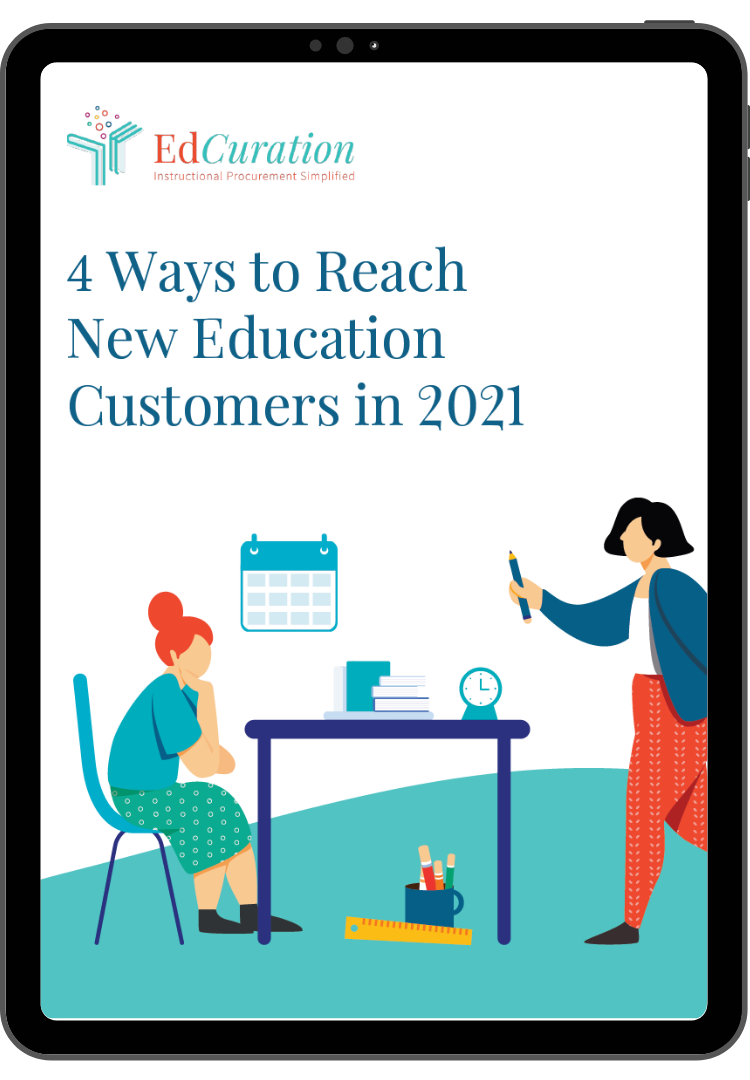 EdCuration
Instructional Procurement Simplified
4 Ways to Reach
New Education
Customers in 2021